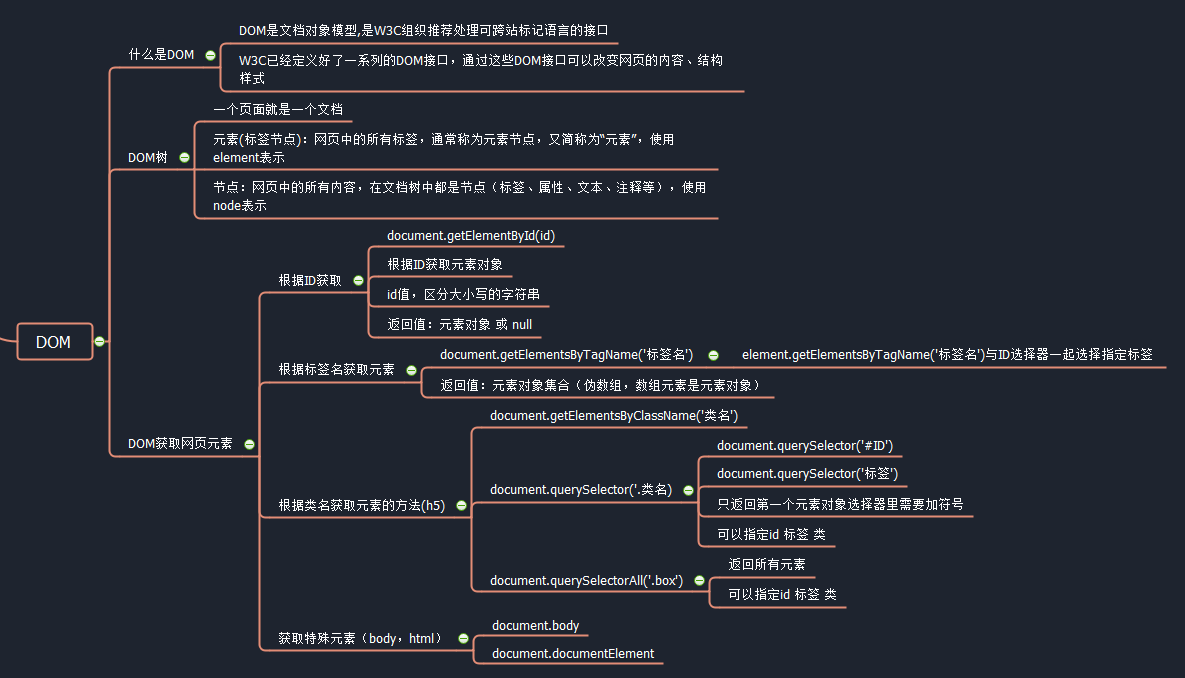 DOM
什么是DOM
DOM是文档对象模型,是W3C组织推荐处理可跨站标记语言的接口
W3C已经定义好了一系列的DOM接口，通过这些DOM接口可以改变网页的内容、结构
样式
DOM树
一个页面就是一个文档
元素(标签节点)：网页中的所有标签，通常称为元素节点，又简称为“元素”，使用
element表示
节点：网页中的所有内容，在文档树中都是节点（标签、属性、文本、注释等），使用
node表示
DOM获取网页元素
根据ID获取
document.getElementById(id)
根据ID获取元素对象
id值，区分大小写的字符串
返回值：元素对象 或 null
根据标签名获取元素
document.getElementsByTagName('标签名')
element.getElementsByTagName('标签名')与ID选择器一起选择指定标签
返回值：元素对象集合（伪数组，数组元素是元素对象）
根据类名获取元素的方法(h5)
document.getElementsByClassName('类名')
document.querySelector('.类名)
document.querySelector('#ID')
document.querySelector('标签')
只返回第一个元素对象选择器里需要加符号
可以指定id 标签 类
document.querySelectorAll('.box')
返回所有元素
可以指定id 标签 类
获取特殊元素（body，html）
document.body
document.documentElement